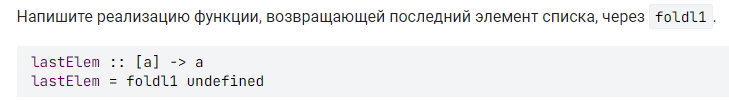 Напишите реализацию функции, возвращающей последний элемент списка, через foldl1.
lastElem :: [a] -> a
lastElem = foldl1 undefined